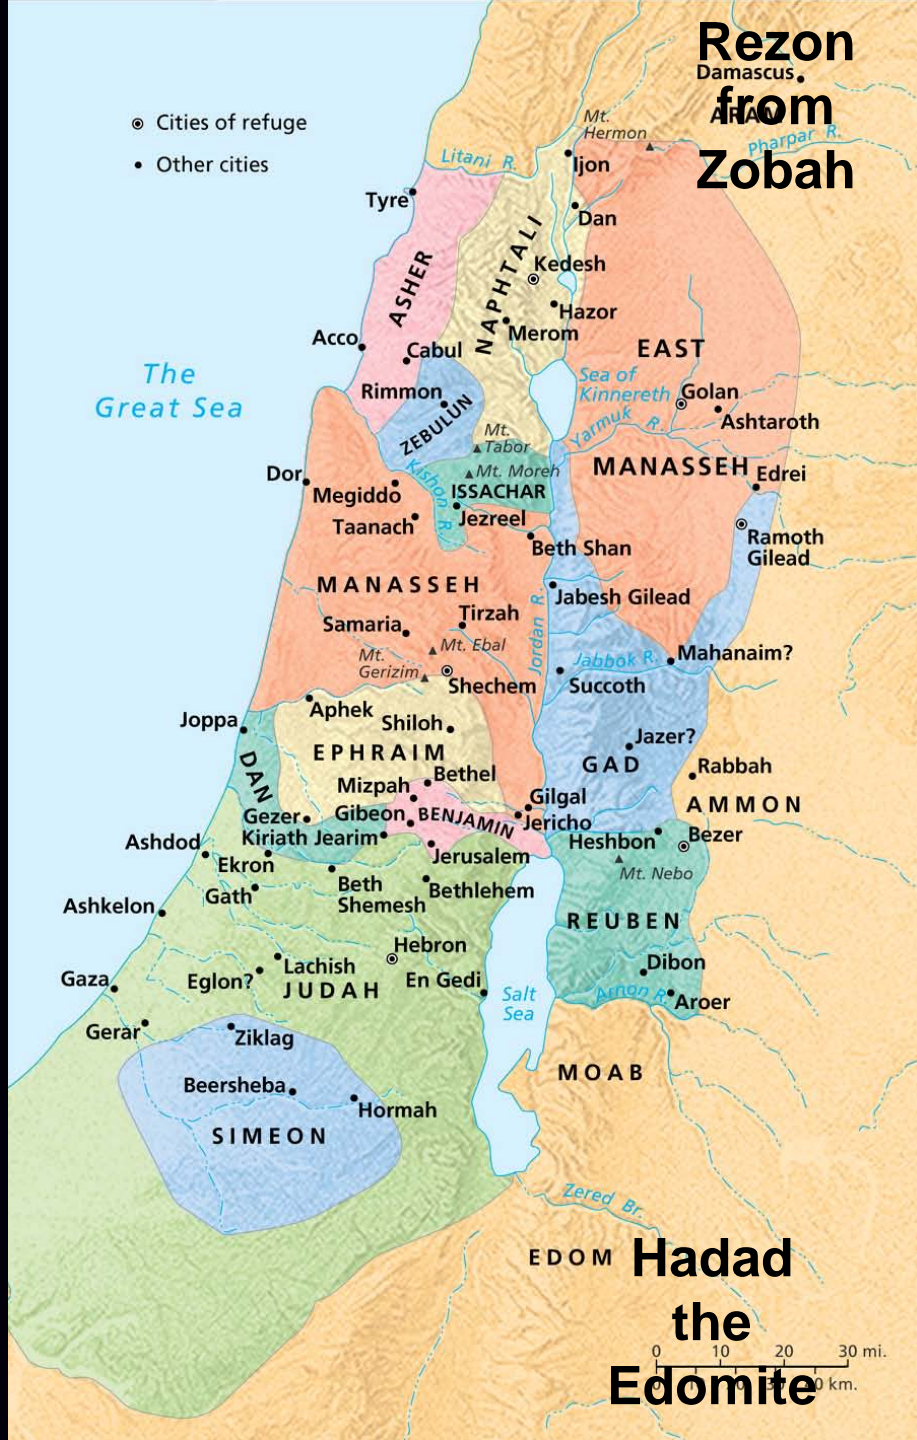 Rezon
from
Zobah
Damascus
ARAM
Pharpar R.
Cities of refuge
Other cities
Mt.
Hermon
Litani R.
Ijon
Tyre
Dan
NAPHTALI
Kedesh
ASHER
Hazor
Merom
Acco
Cabul
EAST
The
Great Sea
Rimmon
Sea of
Kinnereth
Golan
Ashtaroth
ZEBULUN
Yarmuk R.
Mt.
Tabor
MANASSEH
Edrei
Dor
Kishon R.
Mt. Moreh
Megiddo
ISSACHAR
Jezreel
Taanach
Ramoth
Gilead
Beth Shan
MANASSEH
Jabesh Gilead
Tirzah
Samaria
Jordan R.
Mt. Ebal
Mt.
Gerizim
Jabbok R.
Mahanaim?
Shechem
Succoth
Aphek
Joppa
Shiloh
Jazer?
EPHRAIM
GAD
Rabbah
DAN
Bethel
Mizpah
Gilgal
AMMON
Gezer
Gibeon
BENJAMIN
Jericho
Kiriath Jearim
Heshbon
Bezer
Ashdod
Jerusalem
Ekron
Mt. Nebo
Gath
Beth
Shemesh
Bethlehem
Ashkelon
REUBEN
Hebron
Lachish
Dibon
Gaza
Eglon?
En Gedi
JUDAH
Salt
Sea
Arnon R.
Aroer
Gerar
Ziklag
MOAB
Beersheba
Hormah
SIMEON
Zered Br.
EDOM
Hadad
the
Edomite
0 10 20 30 mi.
km.